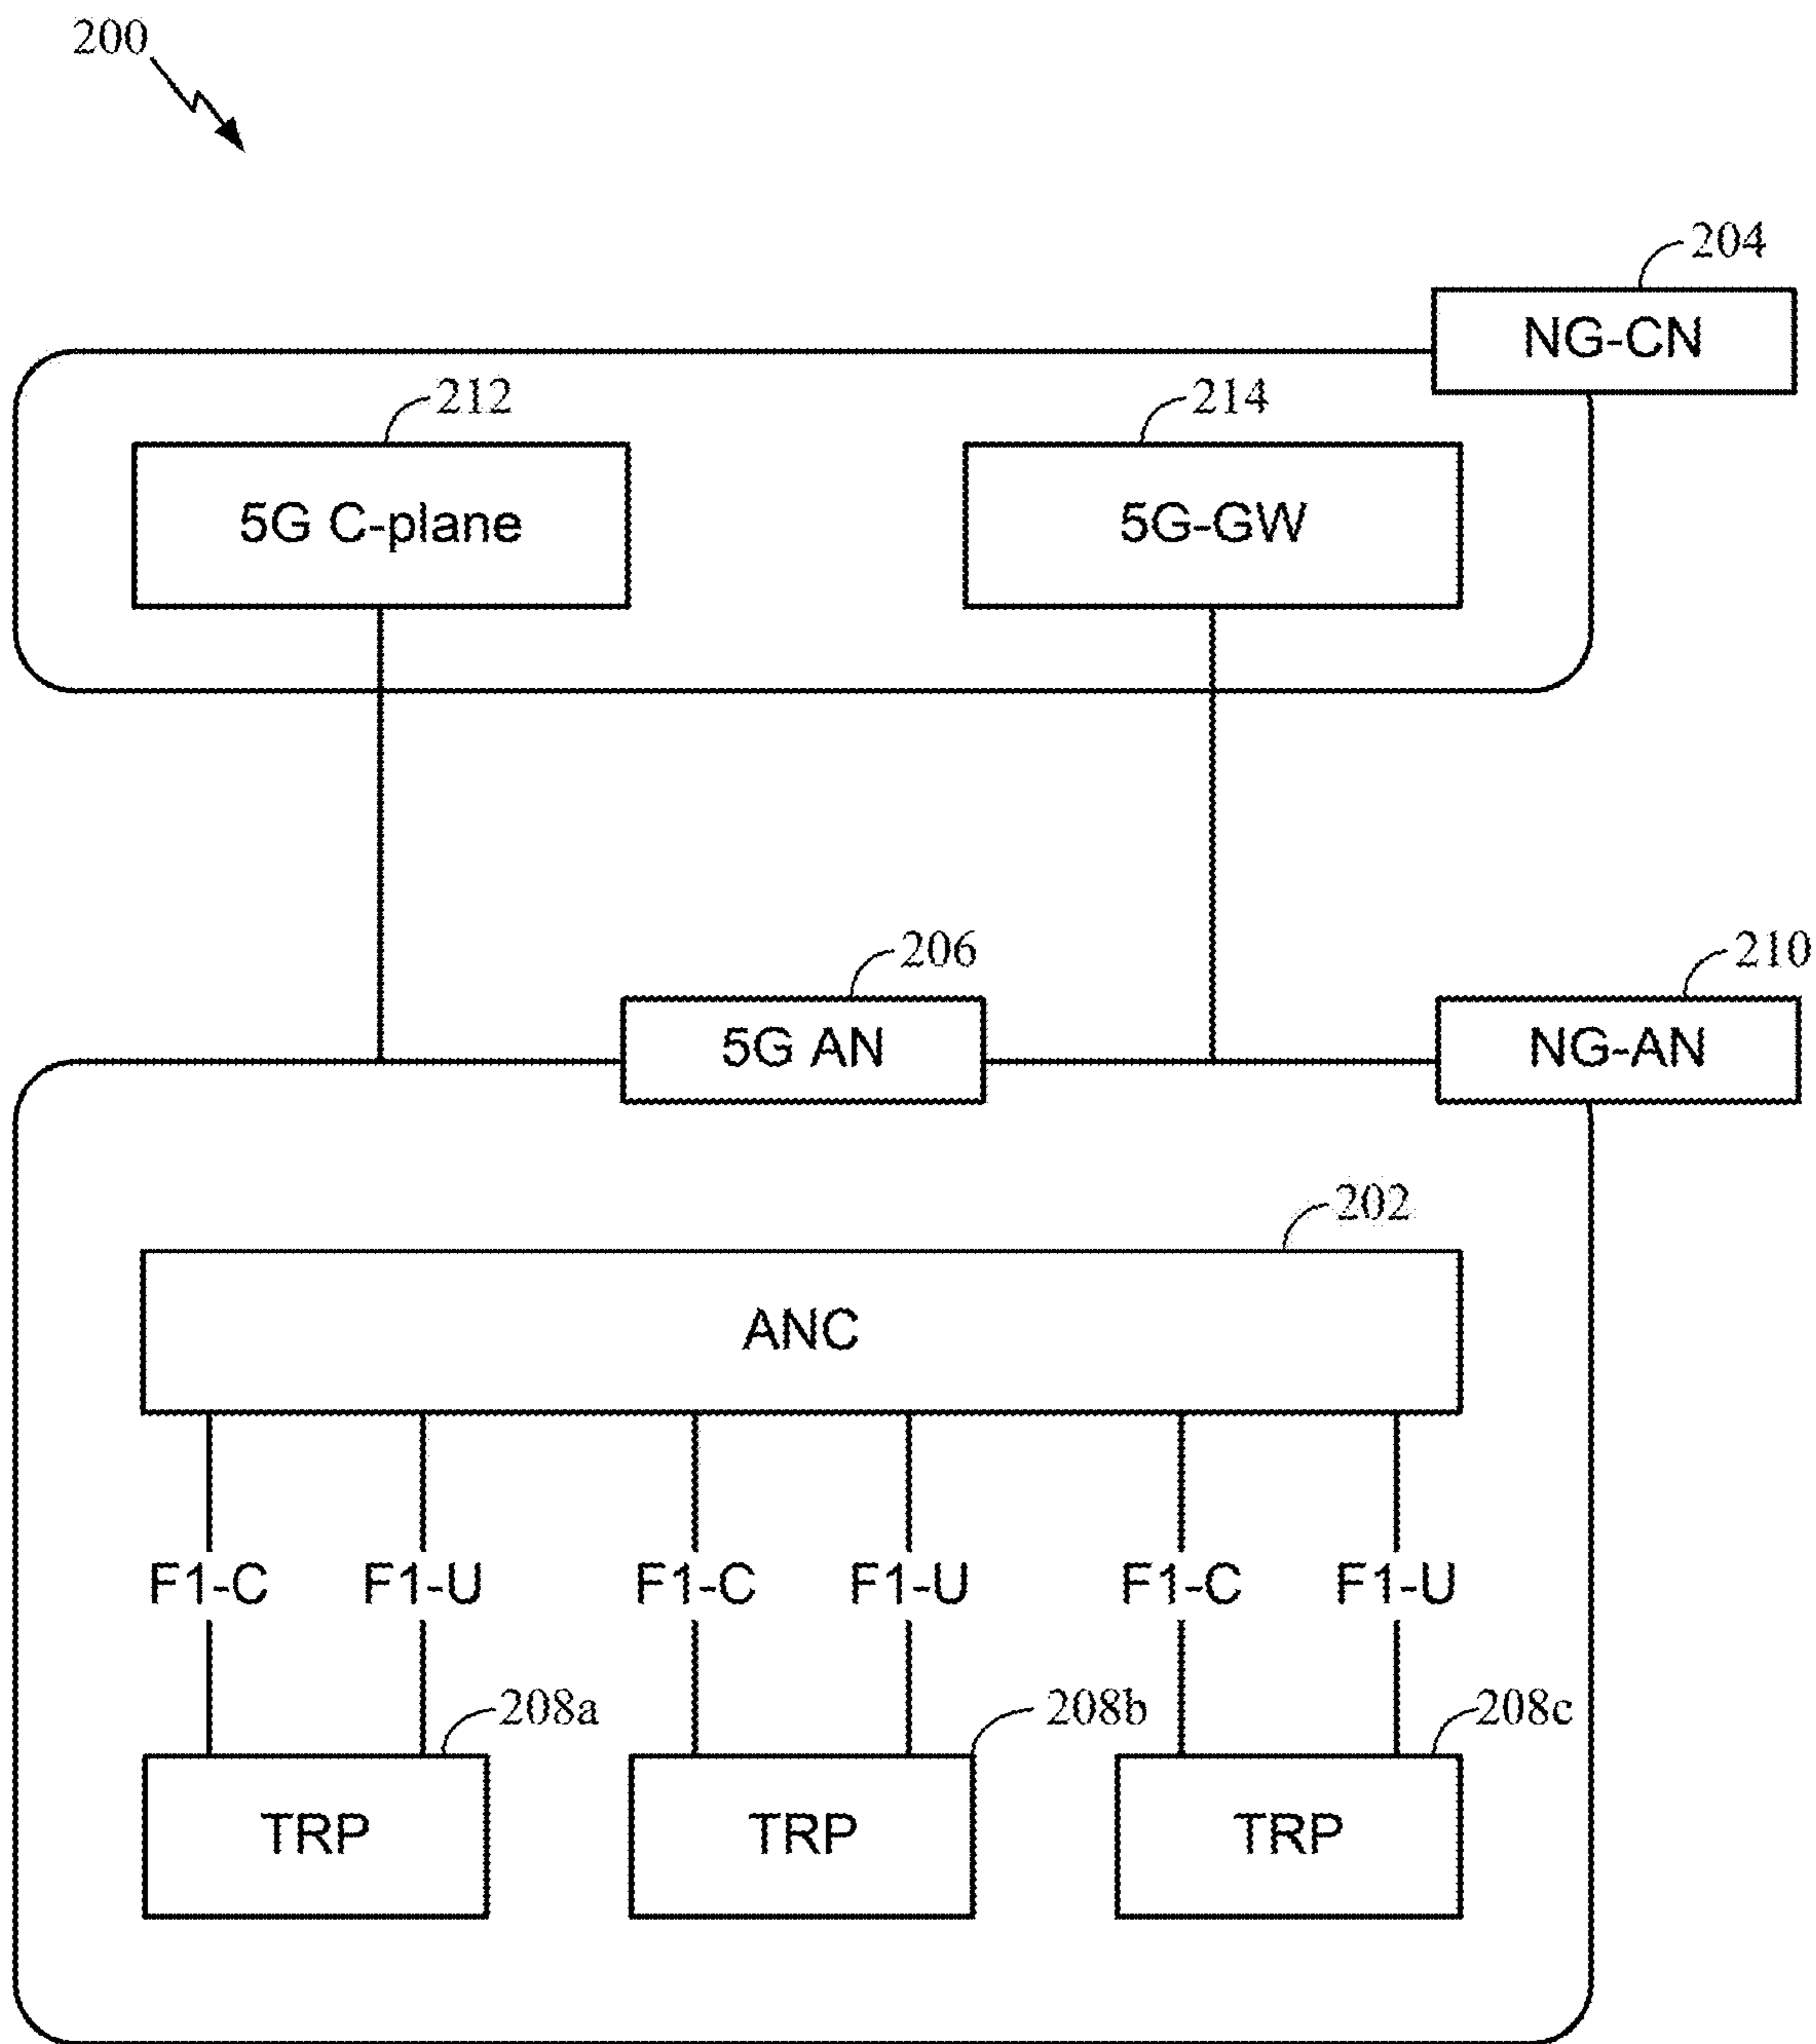 200
204
NG-CN
212
214
5G C-plane
5G-GW
206
210
5G AN
NG-AN
202
ANC
F1-C F1-U F1-C F1-U F1-C F1-U
208a
208b
208c
TRP
TRP
TRP